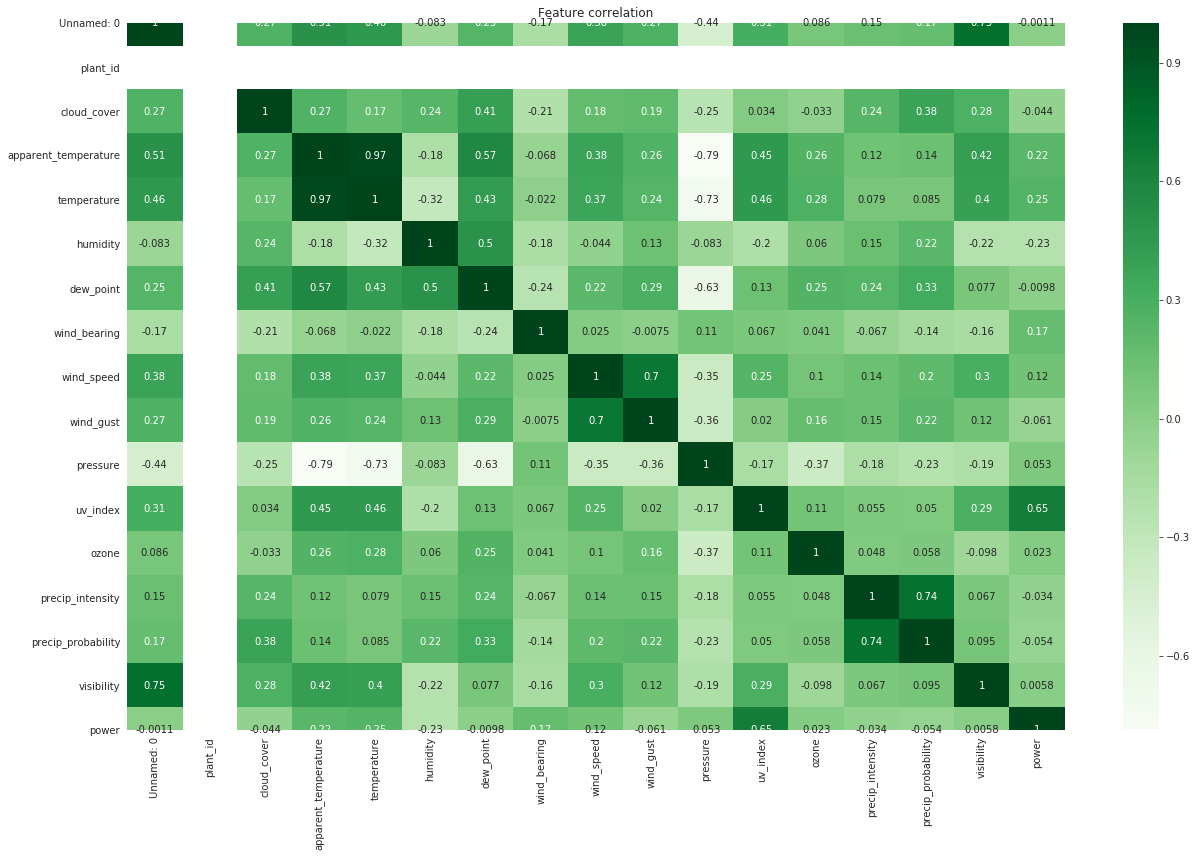 Feature correlation
Unnamed: 0 1 0.27 0.51 0.46 -0.083 0.25 -0.17 0.38 0.27 -0.44 0.31 0.086 0.15 0.17 0.75 -0.0011
plant_id
cloud_cover 0.27 1 0.27 0.17 0.24 0.41 -0.21 0.18 0.19 -0.25 0.034 -0.033 0.24 0.38 0.28 -0.044
apparent_temperature 0.51 0.27 1 0.97 -0.18 0.57 -0.068 0.38 0.26 -0.79 0.45 0.26 0.12 0.14 0.42 0.22
temperature 0.46 0.17 0.97 1 -0.32 0.43 -0.022 0.37 0.24 -0.73 0.46 0.28 0.079 0.085 0.4 0.25
humidity -0.083 0.24 -0.18 -0.32 1 0.5 -0.18 -0.044 0.13 -0.083 -0.2 0.06 0.15 0.22 -0.22 -0.23
dew_point 0.25 0.41 0.57 0.43 0.5 1 -0.24 0.22 0.29 -0.63 0.13 0.25 0.24 0.33 0.077 -0.0098
wind_bearing -0.17 -0.21 -0.068 -0.022 -0.18 -0.24 1 0.025 -0.0075 0.11 0.067 0.041 -0.067 -0.14 -0.16 0.17
wind_speed 0.38 0.18 0.38 0.37 -0.044 0.22 0.025 1 0.7 -0.35 0.25 0.1 0.14 0.2 0.3 0.12
wind_gust 0.27 0.19 0.26 0.24 0.13 0.29 -0.0075 0.7 1 -0.36 0.02 0.16 0.15 0.22 0.12 -0.061
pressure -0.44 -0.25 -0.79 -0.73 -0.083 -0.63 0.11 -0.35 -0.36 1 -0.17 -0.37 -0.18 -0.23 -0.19 0.053
uv_index 0.31 0.034 0.45 0.46 -0.2 0.13 0.067 0.25 0.02 -0.17 1 0.11 0.055 0.05 0.29 0.65
ozone 0.086 -0.033 0.26 0.28 0.06 0.25 0.041 0.1 0.16 -0.37 0.11 1 0.048 0.058 -0.098 0.023
precip_intensity 0.15 0.24 0.12 0.079 0.15 0.24 -0.067 0.14 0.15 -0.18 0.055 0.048 1 0.74 0.067 -0.034
precip_probability 0.17 0.38 0.14 0.085 0.22 0.33 -0.14 0.2 0.22 -0.23 0.05 0.058 0.74 1 0.095 -0.054
visibility 0.75 0.28 0.42 0.4 -0.22 0.077 -0.16 0.3 0.12 -0.19 0.29 -0.098 0.067 0.095 1 0.0058
power -0.0011 -0.044 0.22 0.25 -0.23 -0.0098 0.17 0.12 -0.061 0.053 0.65 0.023 -0.034 -0.054 0.0058 1
Unnamed: 0
plant_id
cloud_cover
apparent_temperature
temperature
humidity
dew_point
wind_bearing
wind_speed
wind_gust
pressure
uv_index
ozone
precip_intensity
precip_probability
visibility
power
0.9
0.6
0.3
0.0
−0.3
−0.6